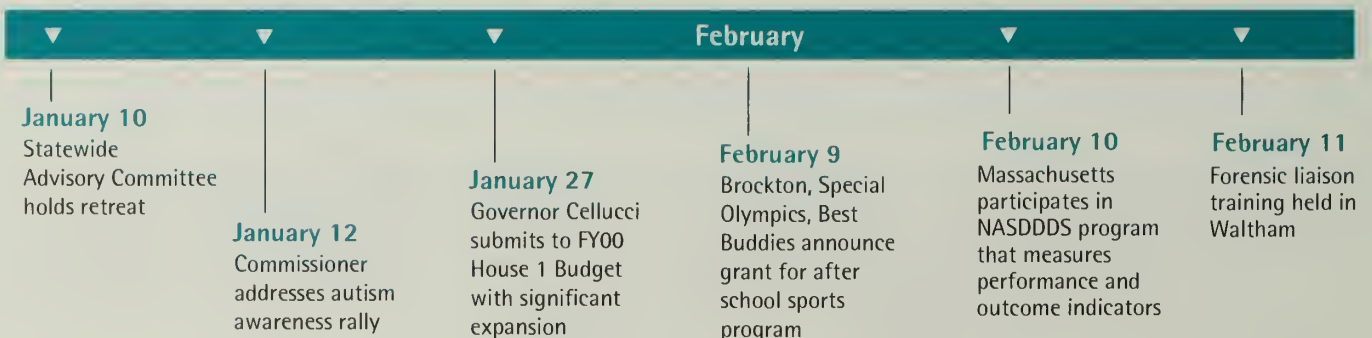 February
January 10
Statewide
Advisory Committee
holds retreat
January 12
Commissioner
addresses autism
awareness rally
January 27
Governor Cellucci
submits to FY00
House 1 Budget
with significant
expansion
February 9
Brockton, Special
Olympics, Best
Buddies announce
grant for after
school sports
program
February 10
Massachusetts
participates in
NASDDDS program
that measures
performance and
outcome indicators
February 11
Forensic liaison
training held in
Waltham